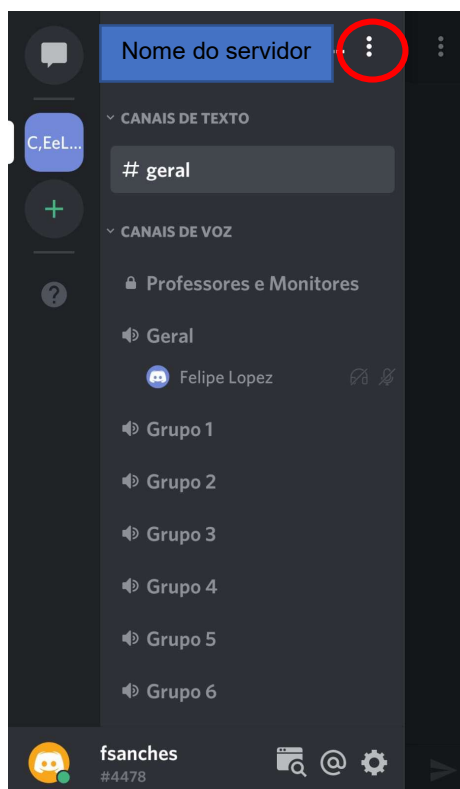 Nome do servidor
CANAIS DE TEXTO
C,EeL...
# geral
CANAIS DE VOZ
Professores e Monitores
Geral
Felipe Lopez
Grupo 1
Grupo 2
Grupo 3
Grupo 4
Grupo 5
Grupo 6
fsanches
#4478